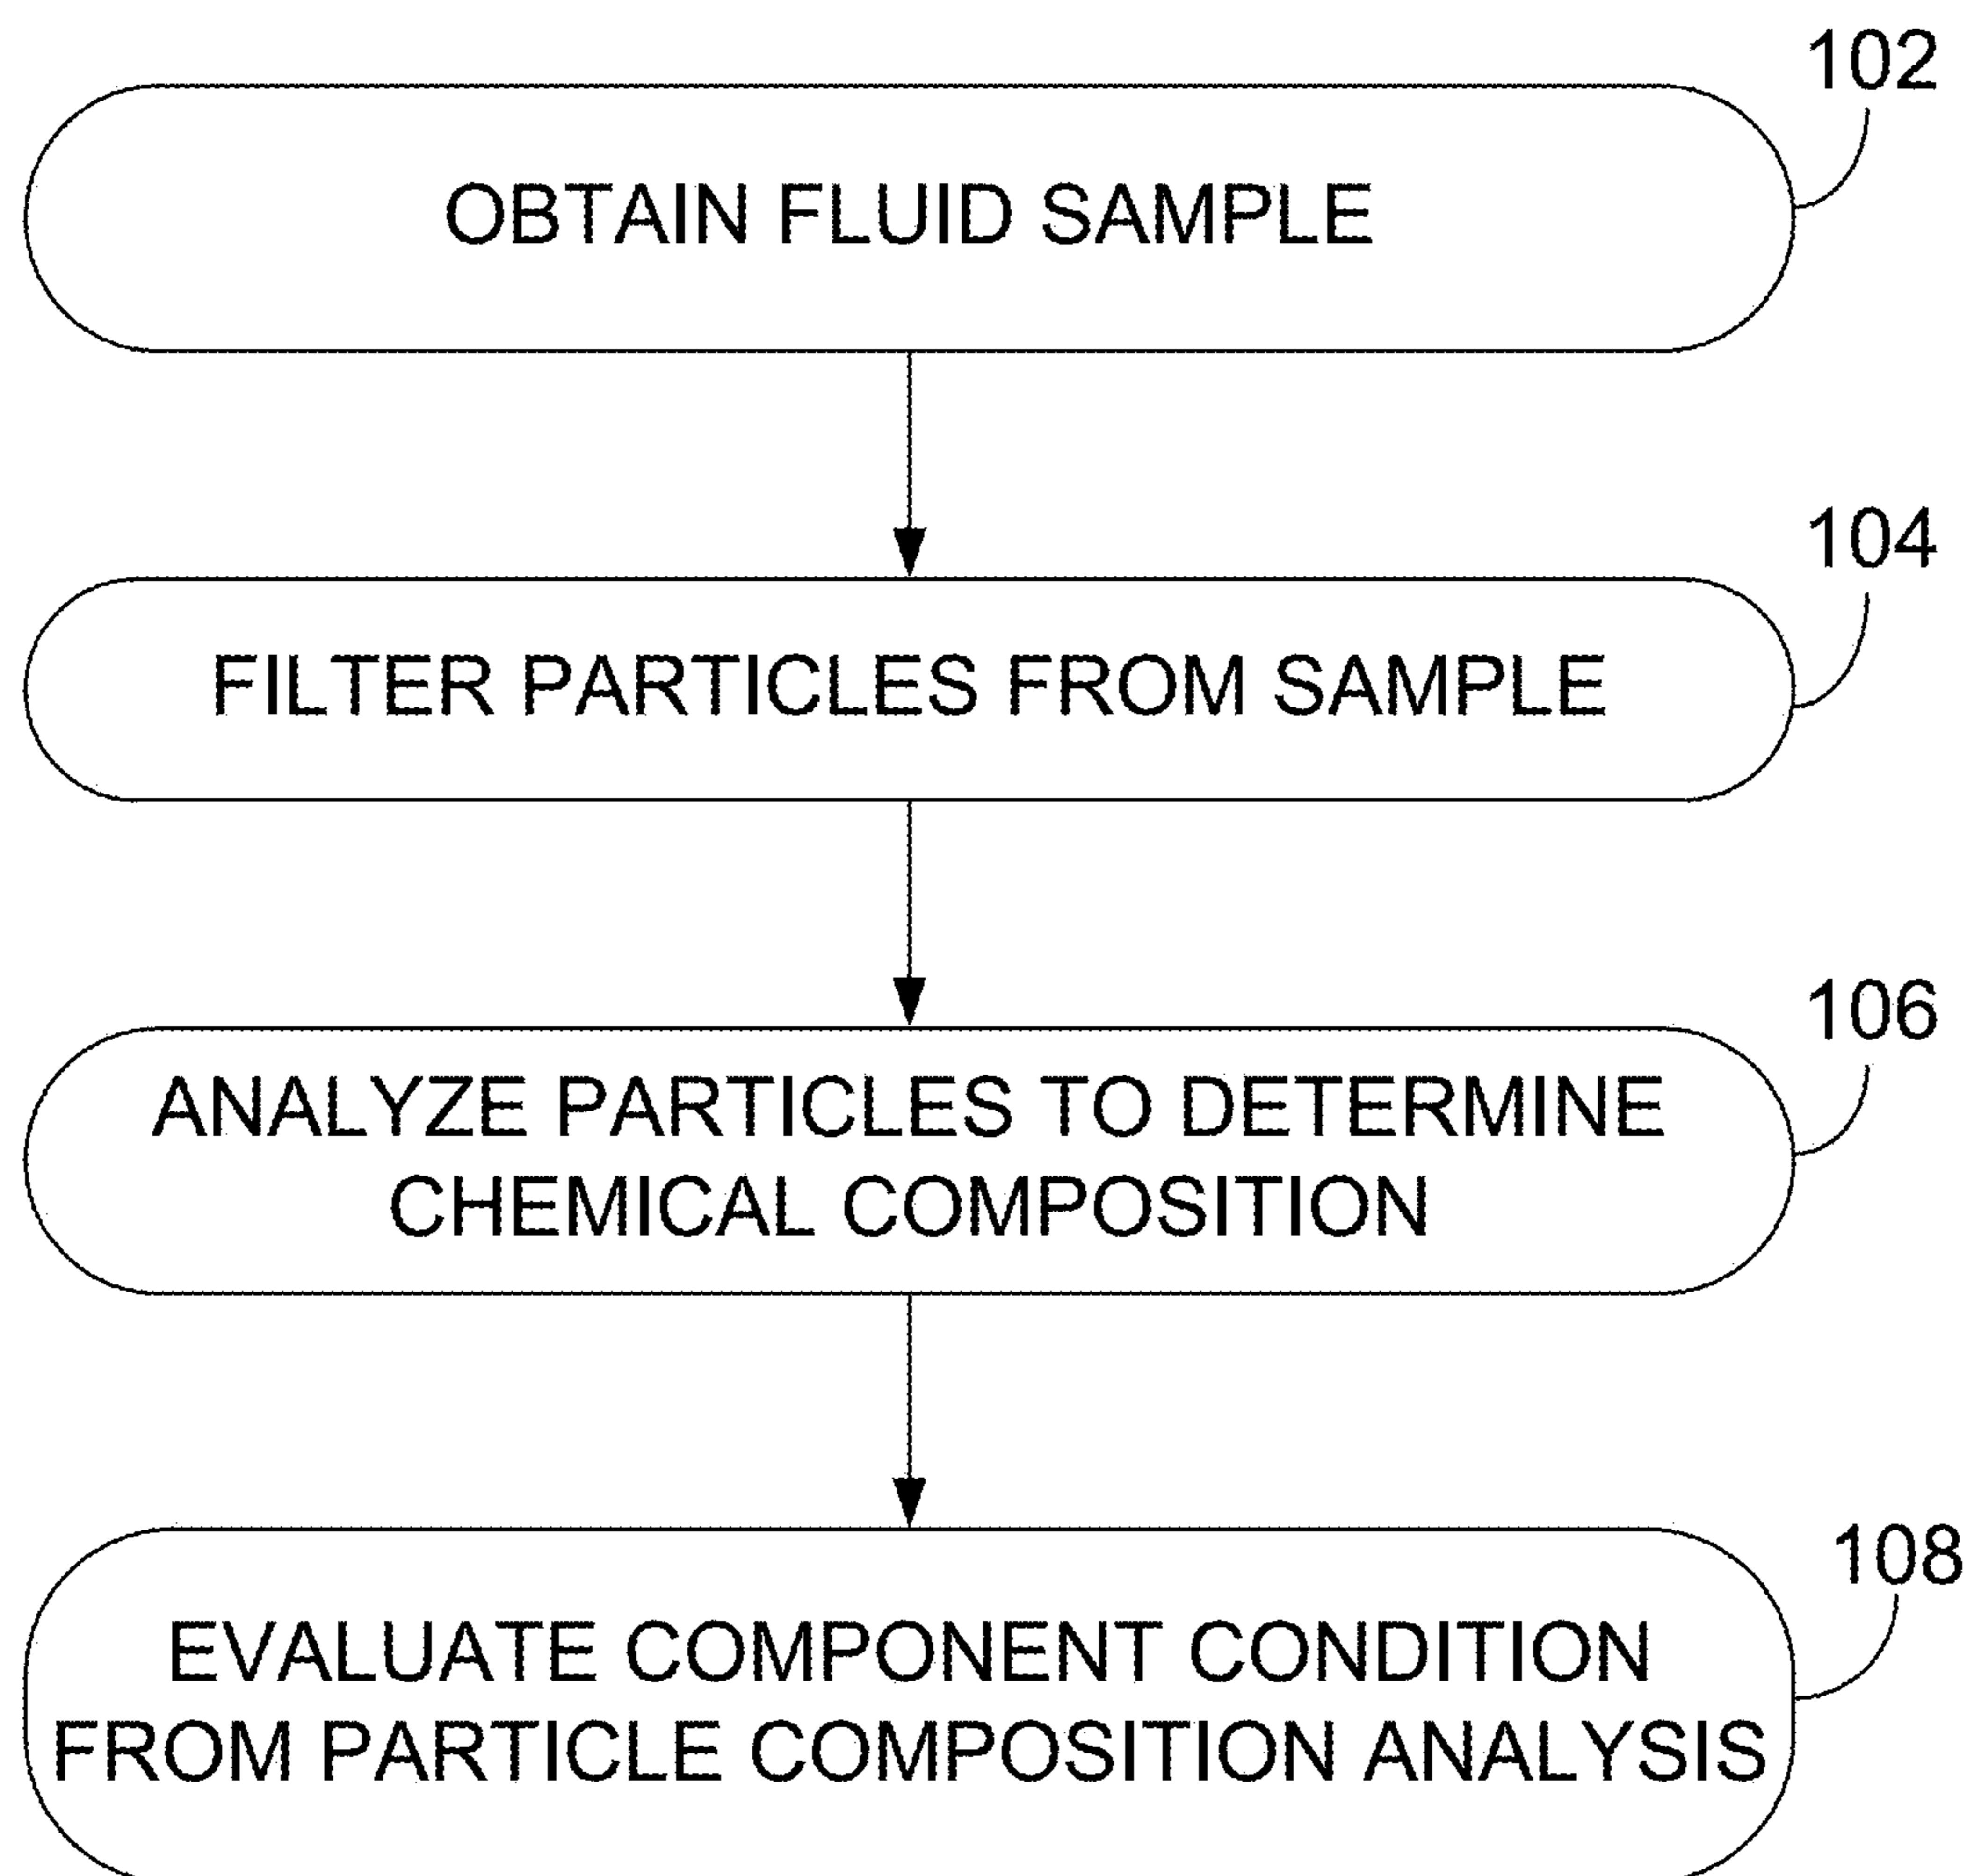 102
OBTAIN FLUID SAMPLE
104
FILTER PARTICLES FROM SAMPLE
106
ANALYZE PARTICLES TO DETERMINE
CHEMICAL COMPOSITION
108
EVALUATE COMPONENT CONDITION
FROM PARTICLE COMPOSITION ANALYSIS